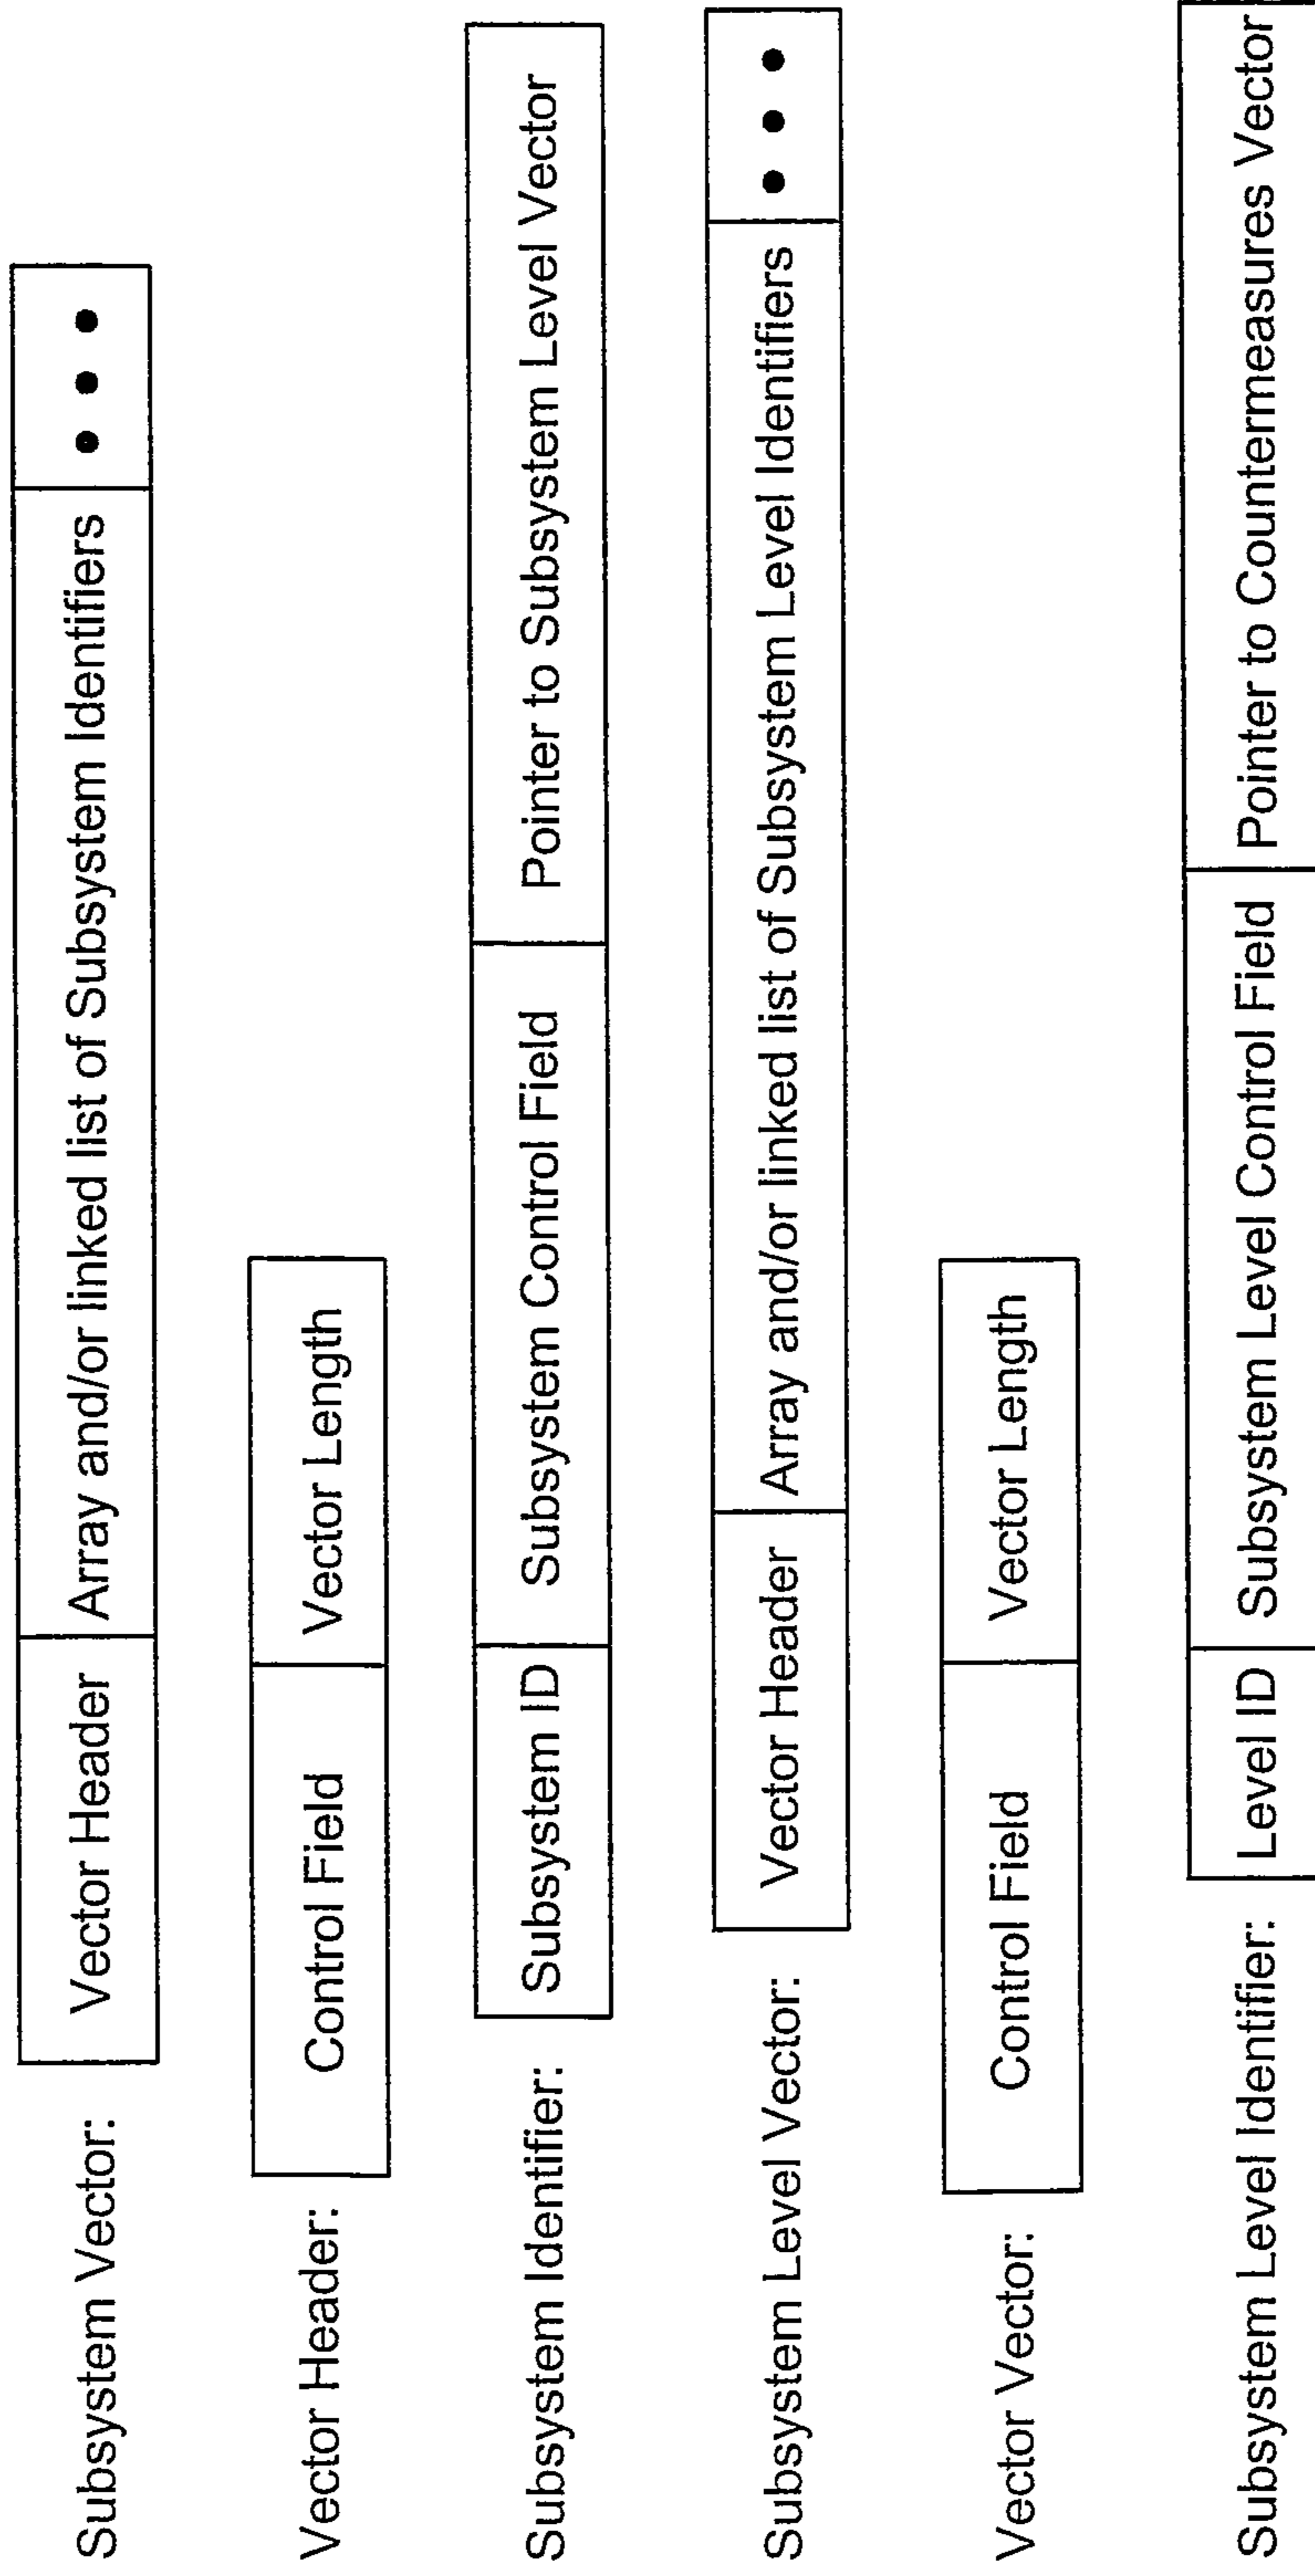 Subsystem Vector: Vector Header Array and/or linked list of Subsystem Identifiers • • •
Vector Header: Control Field Vector Length
Subsystem Identifier: Subsystem ID Subsystem Control Field Pointer to Subsystem Level Vector
Subsystem Level Vector: Vector Header Array and/or linked list of Subsystem Level Identifiers • • •
Vector Vector: Control Field Vector Length
Subsystem Level Identifier: Level ID Subsystem Level Control Field Pointer to Countermeasures Vector